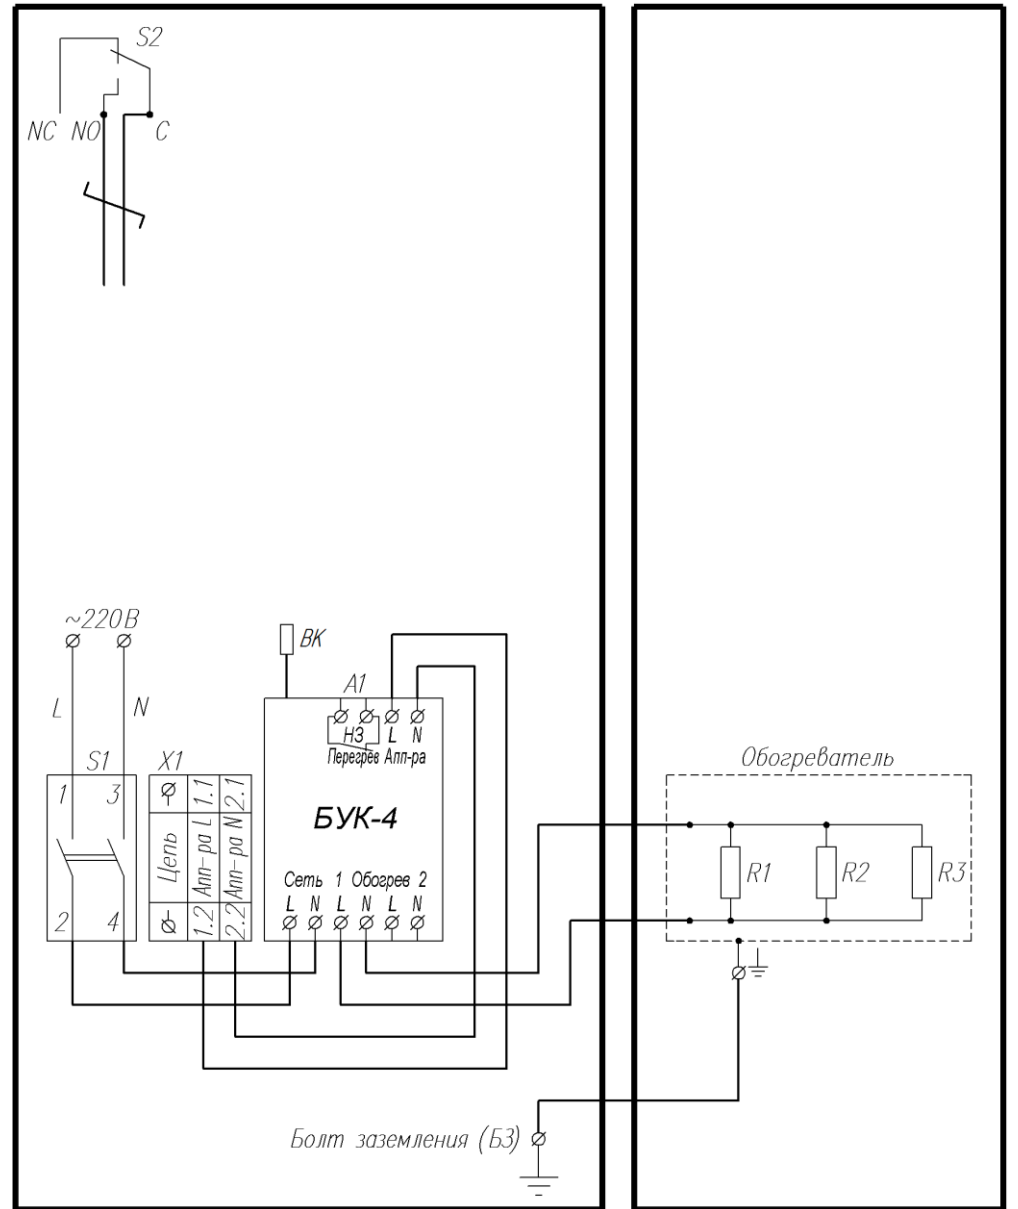 S2
NC NO C
~220В
ВК
L N
A1
НЗ L N
Перегрев Апп-ра
S1 X1
Обогреватель
1 3
1.1 2.1
Цепь Апп-ра L Апп-ра N
2 4
1.2 2.2
БУК-4
Сеть 1 Обогрев 2
L N L N L N
R1 R2 R3
Болт заземления (БЗ)